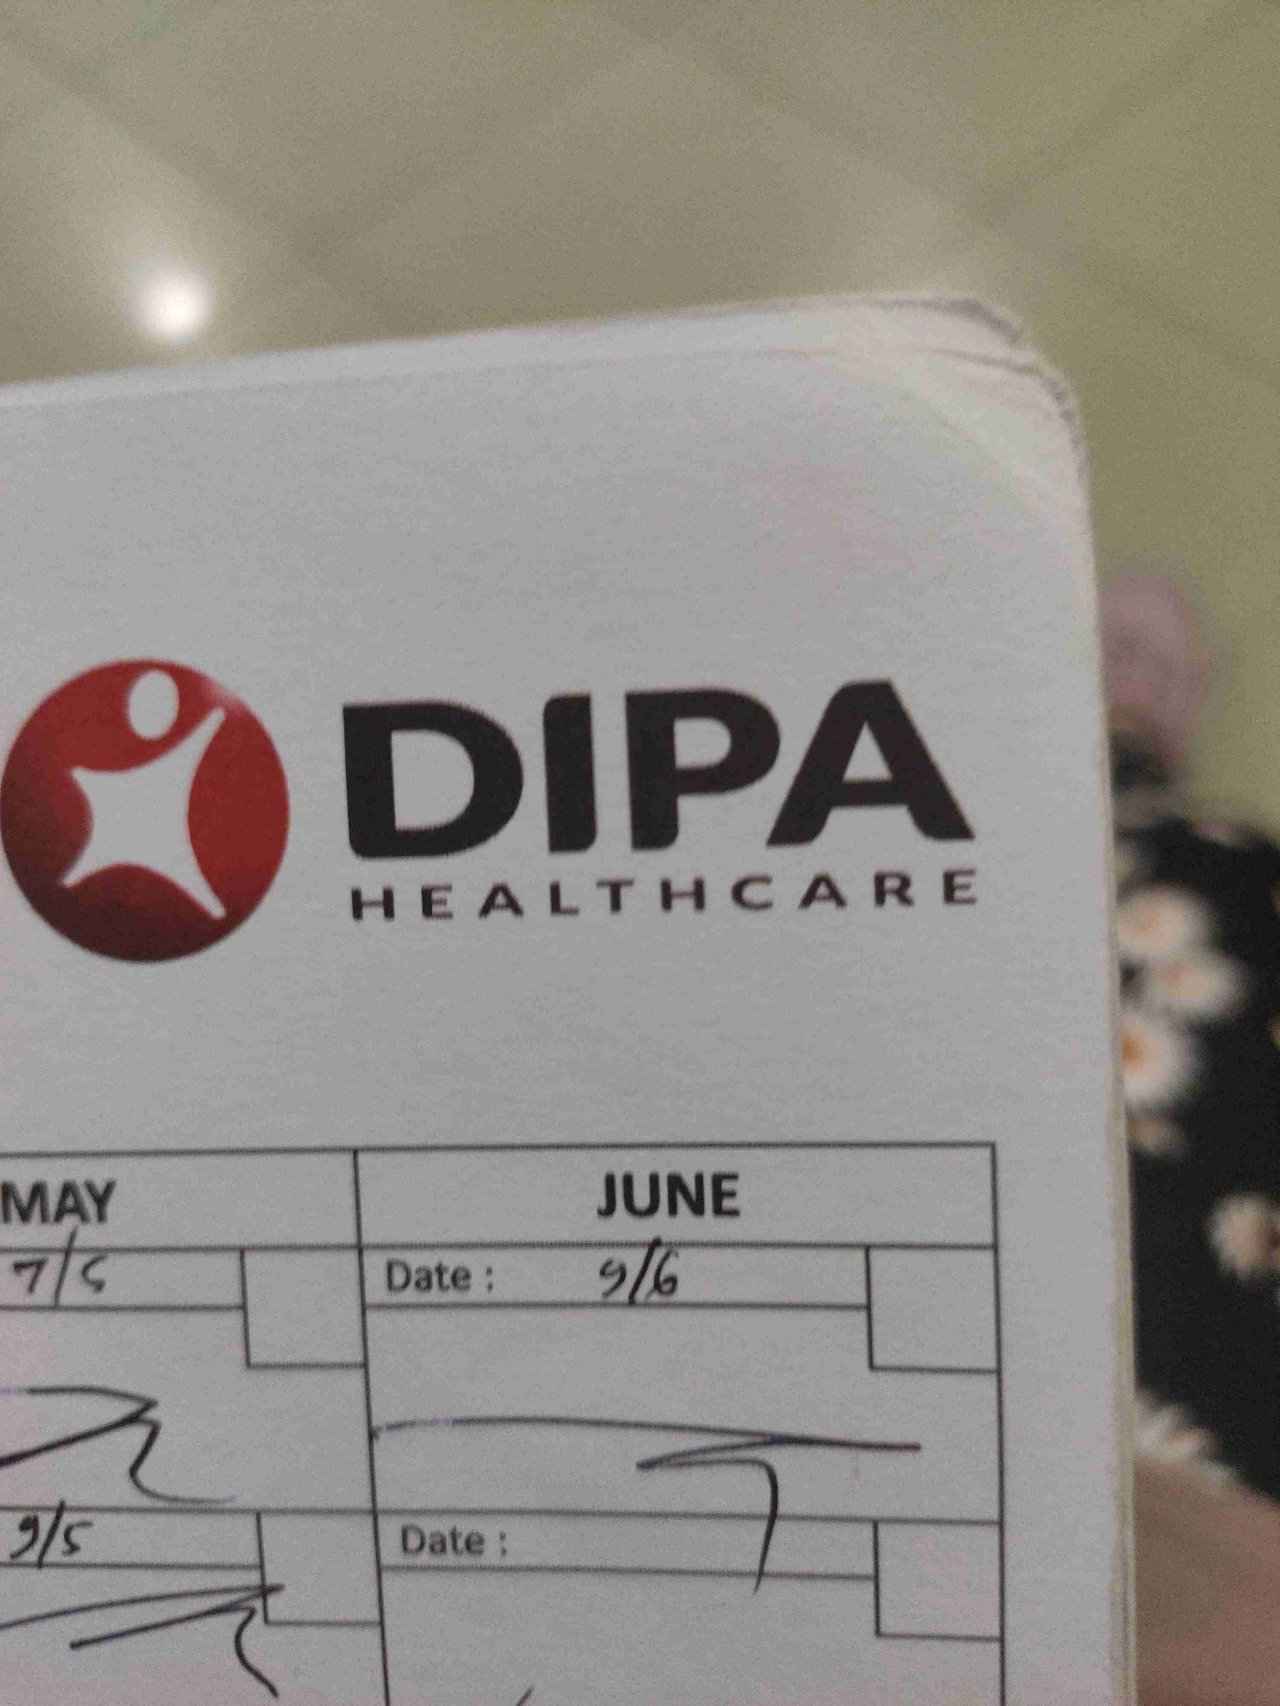 DIPA
HEALTHCARE
MAY JUNE
7/5 Date : 9/6
9/5 Date :